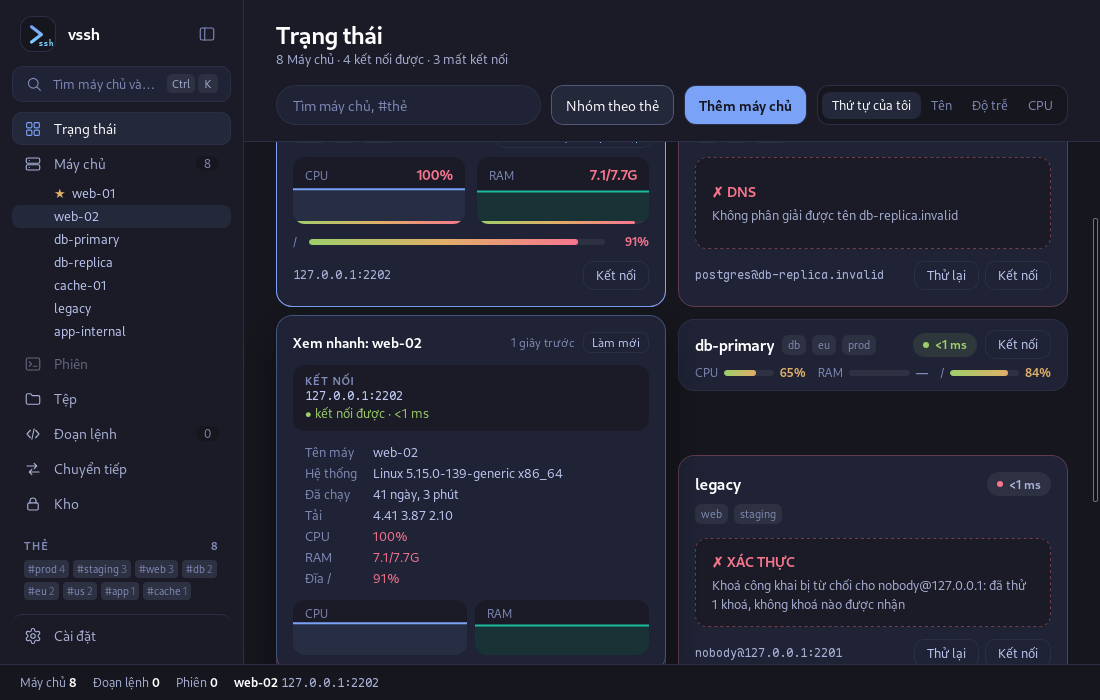 vssh
Tìm máy chủ và... Ctrl K
Trạng thái
Máy chủ 8
★ web-01
web-02
db-primary
db-replica
cache-01
legacy
app-internal
Phiên
Tệp
Đoạn lệnh 0
Chuyển tiếp
Kho
THẺ 8
#prod 4 #staging 3 #web 3 #db 2
#eu 2 #us 2 #app 1 #cache 1
Cài đặt
Trạng thái
8 Máy chủ · 4 kết nối được · 3 mất kết nối
Tìm máy chủ, #thẻ
Nhóm theo thẻ
Thêm máy chủ
Thứ tự của tôi Tên Độ trễ CPU
CPU 100% RAM 7.1/7.7G
/ 91%
127.0.0.1:2202 Kết nối
✗ DNS
Không phân giải được tên db-replica.invalid
postgres@db-replica.invalid Thử lại Kết nối
Xem nhanh: web-02 1 giây trước Làm mới
KẾT NỐI
127.0.0.1:2202
● kết nối được · <1 ms
Tên máy web-02
Hệ thống Linux 5.15.0-139-generic x86_64
Đã chạy 41 ngày, 3 phút
Tải 4.41 3.87 2.10
CPU 100%
RAM 7.1/7.7G
Đĩa / 91%
CPU RAM
db-primary db eu prod ● <1 ms Kết nối
CPU 65% RAM — / 84%
legacy ● <1 ms
web staging
✗ XÁC THỰC
Khoá công khai bị từ chối cho nobody@127.0.0.1: đã thử
1 khoá, không khoá nào được nhận
nobody@127.0.0.1:2201 Thử lại Kết nối
Máy chủ 8 Đoạn lệnh 0 Phiên 0 web-02 127.0.0.1:2202